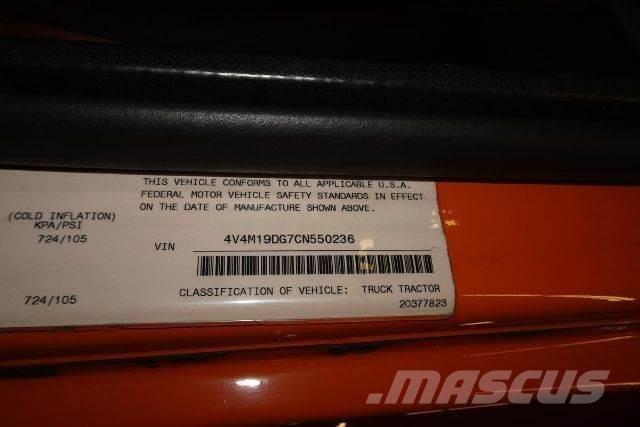 THIS VEHICLE CONFORMS TO ALL APPLICABLE U.S.A.
FEDERAL MOTOR VEHICLE SAFETY STANDARDS IN EFFECT
ON THE DATE OF MANUFACTURE SHOWN ABOVE.
(COLD INFLATION)
KPA/PSI
724/105
VIN 4V4M19DG7CN550236
724/105
CLASSIFICATION OF VEHICLE: TRUCK TRACTOR
20377823
MASCUS